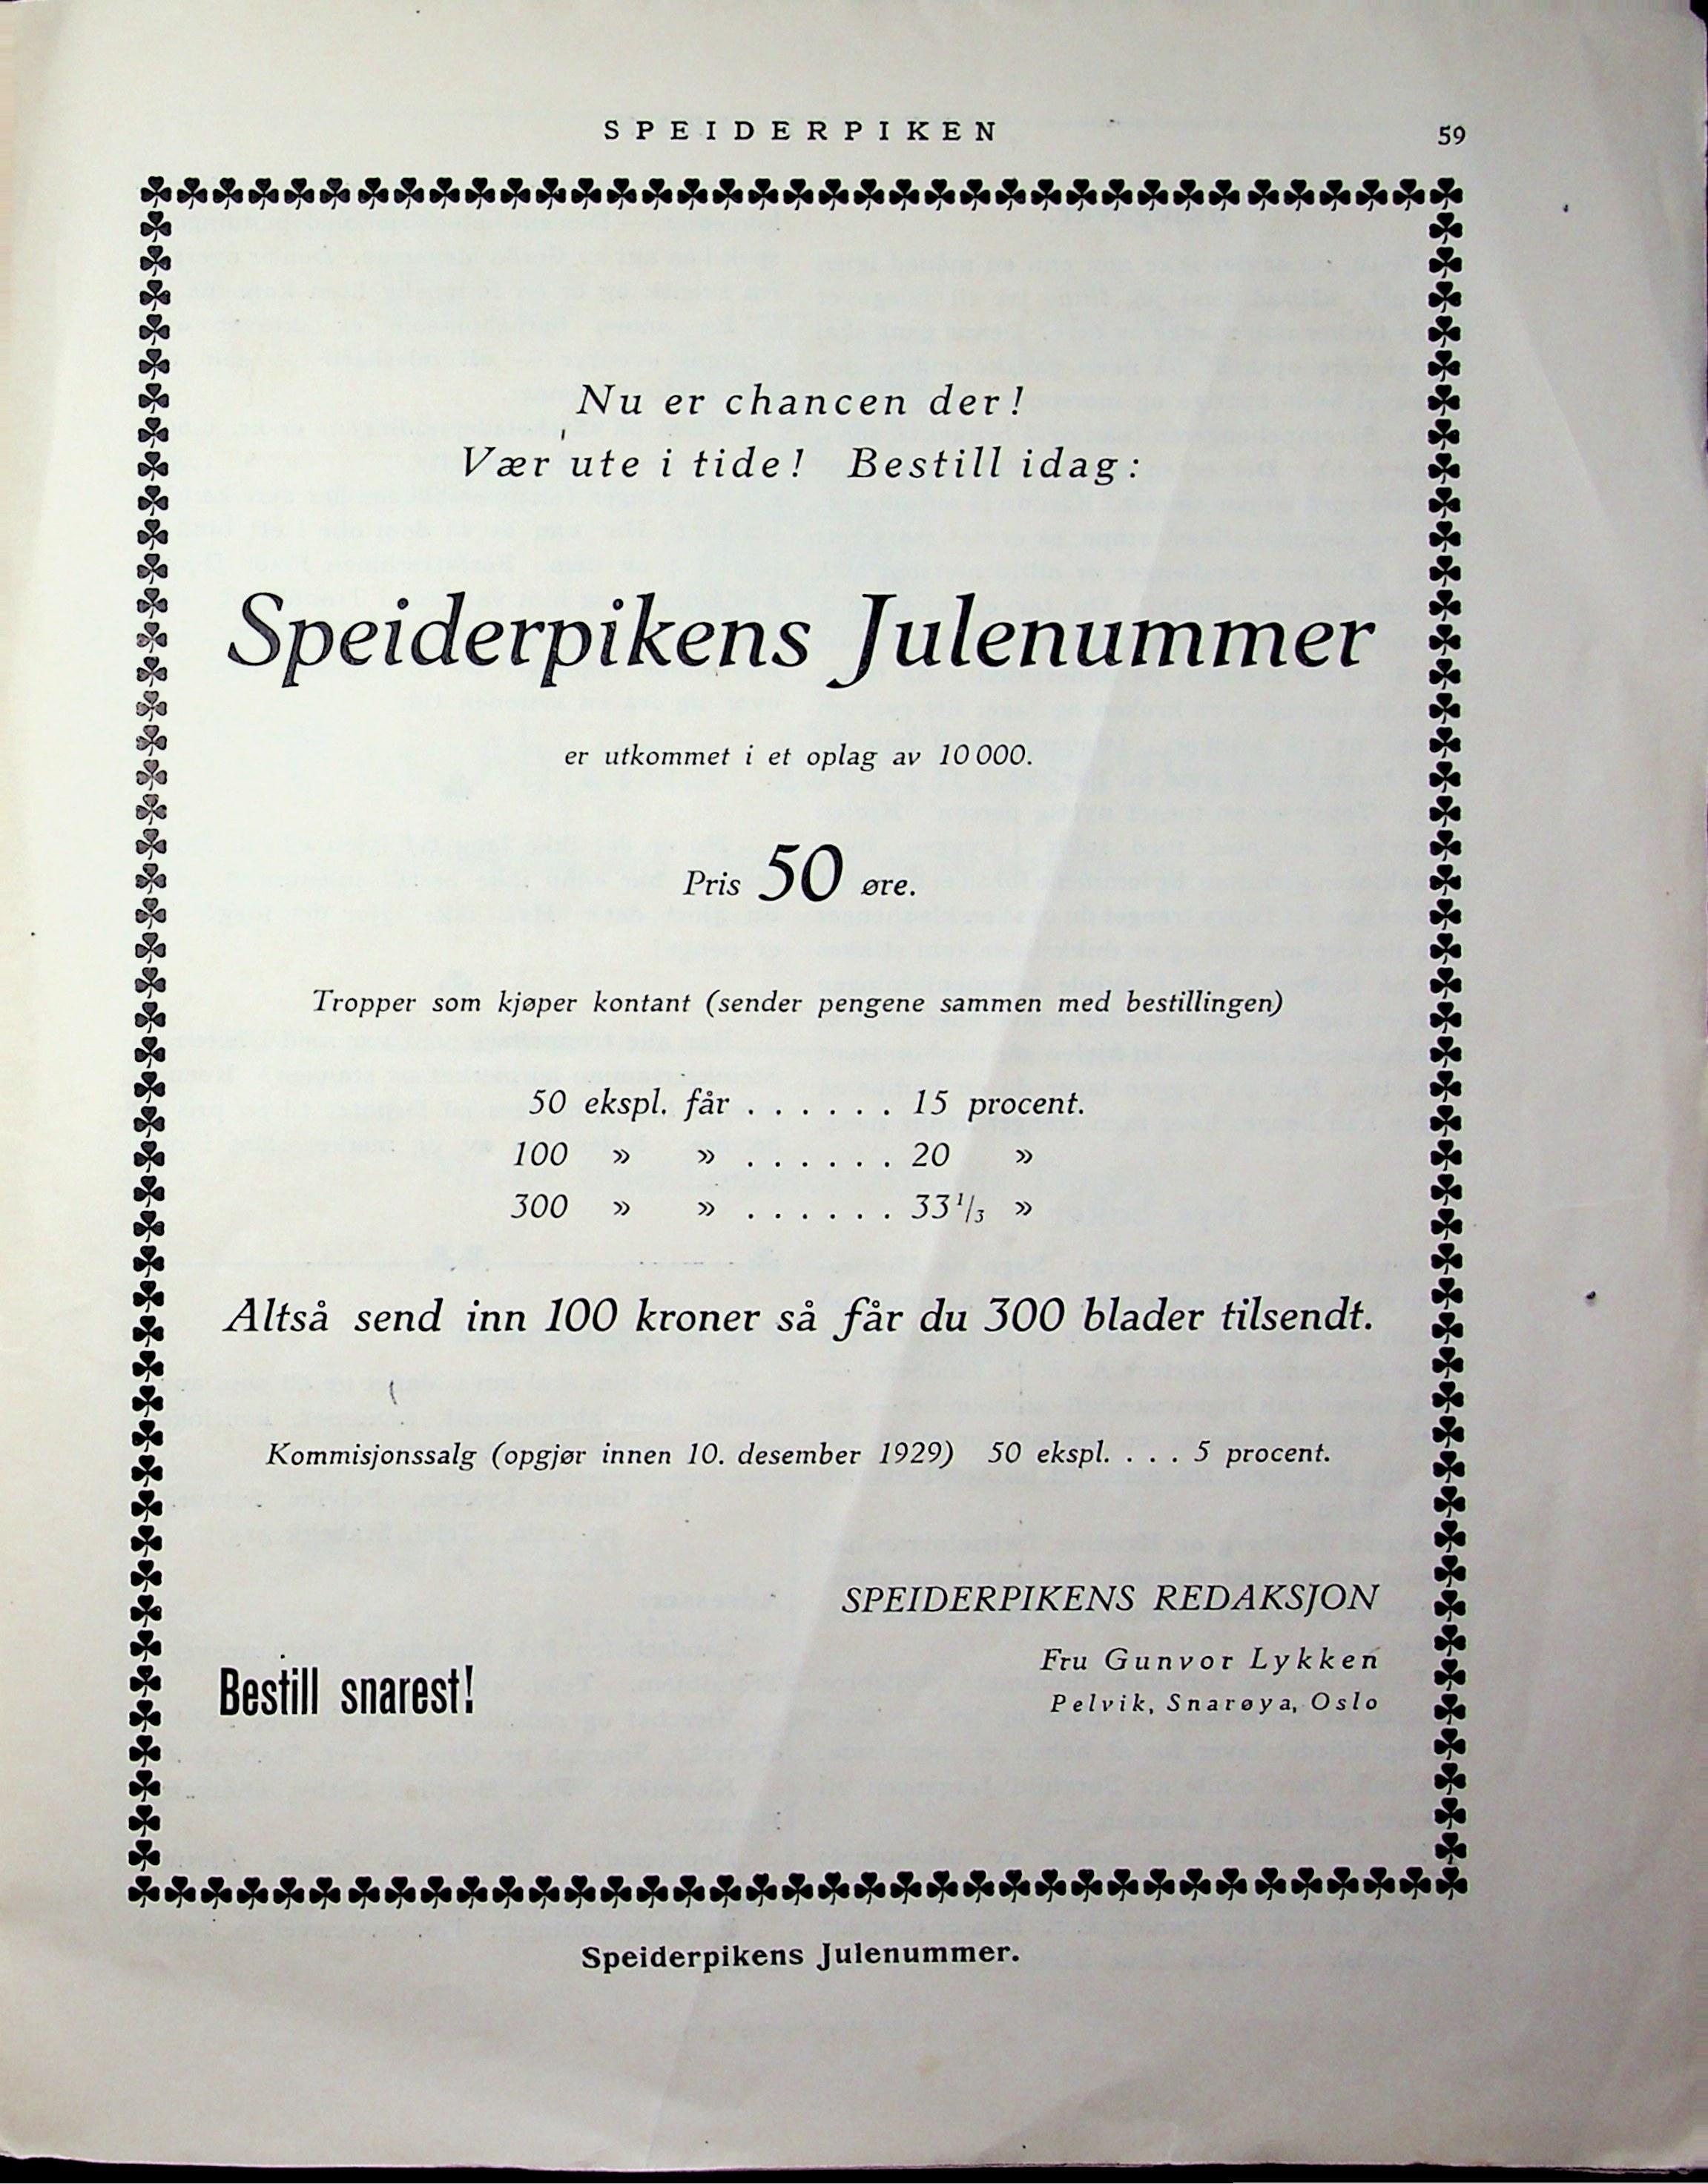 SPEIDERPIKEN 59
Nu er chancen der!
Vær ute i tide! Bestill idag:
Speiderpikens Julenummer
er utkommet i et oplag av 10 000.
Pris 50 øre.
Tropper som kjøper kontant (sender pengene sammen med bestillingen)
50 ekspl. får . . . . . . 15 procent.
100 » » . . . . . . 20 »
300 » » . . . . . . 33 1/3 »
Altså send inn 100 kroner så får du 300 blader tilsendt.
Kommisjonssalg (opgjør innen 10. desember 1929) 50 ekspl. . . . 5 procent.
SPEIDERPIKENS REDAKSJON
Fru Gunvor Lykken
Bestill snarest!
Pelvik, Snarøya, Oslo
Speiderpikens Julenummer.